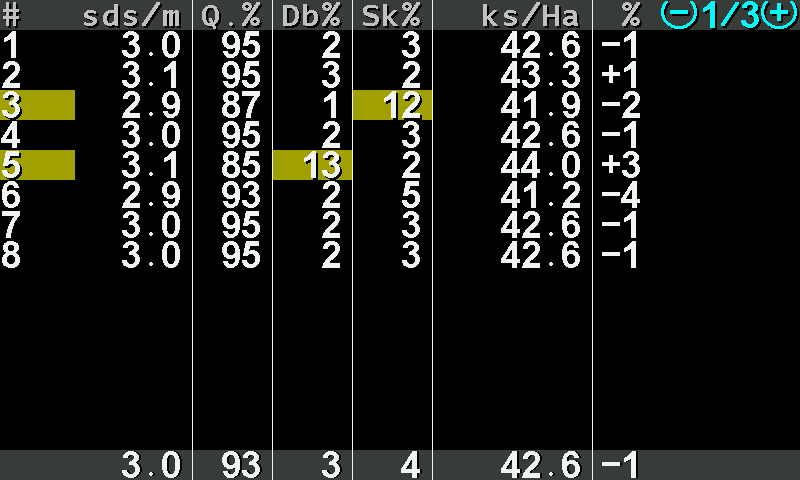 # sds/m Q.% Db% Sk% ks/Ha % ⊖1/3⊕
1 3.0 95 2 3 42.6 −1
2 3.1 95 3 2 43.3 +1
3 2.9 87 1 12 41.9 −2
4 3.0 95 2 3 42.6 −1
5 3.1 85 13 2 44.0 +3
6 2.9 93 2 5 41.2 −4
7 3.0 95 2 3 42.6 −1
8 3.0 95 2 3 42.6 −1
3.0 93 3 4 42.6 −1